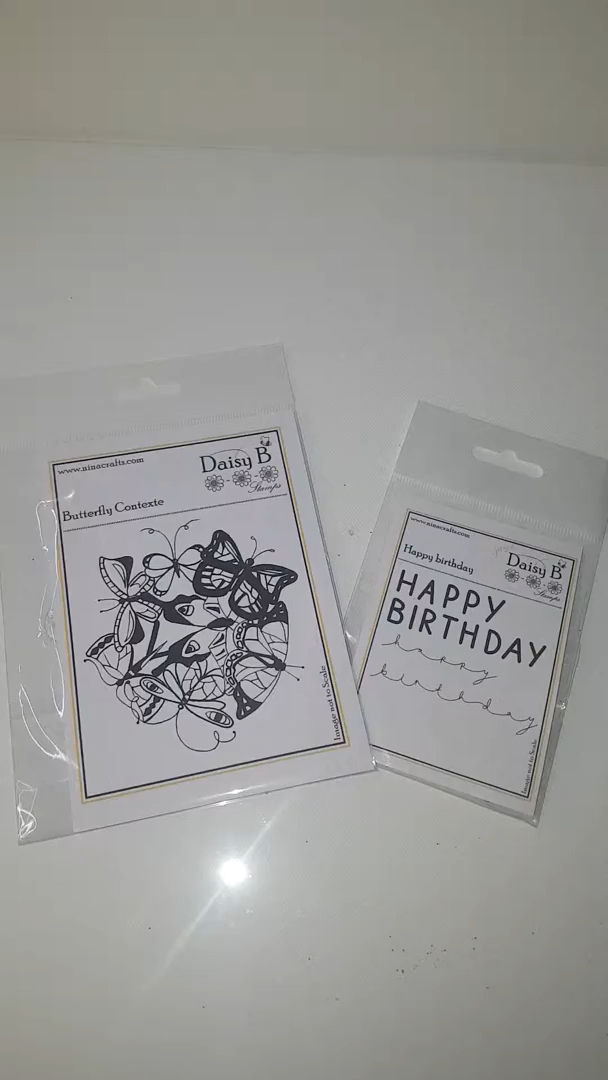 www.ninacrafts.com
Daisy B
Stamps
Butterfly Contexte
Image not to Scale
www.ninacrafts.com
Daisy B
Stamps
Happy birthday
HAPPY
BIRTHDAY
happy
birthday
Image not to Scale